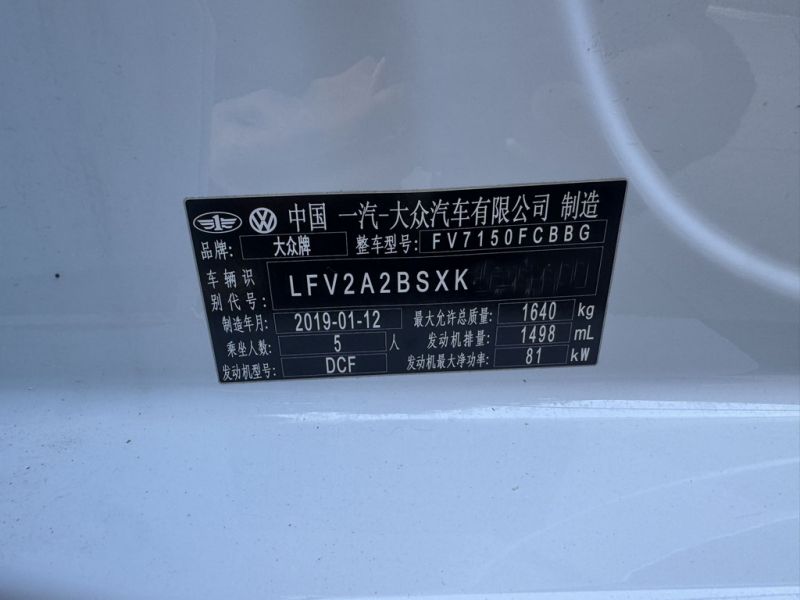 中国 一汽-大众汽车有限公司 制造
品牌: 大众牌 整车型号: FV7150FCBBG
车辆识别代号: LFV2A2BSXK
制造年月: 2019-01-12 最大允许总质量: 1640 kg
乘坐人数: 5 人 发动机排量: 1498 mL
发动机型号: DCF 发动机最大净功率: 81 kW